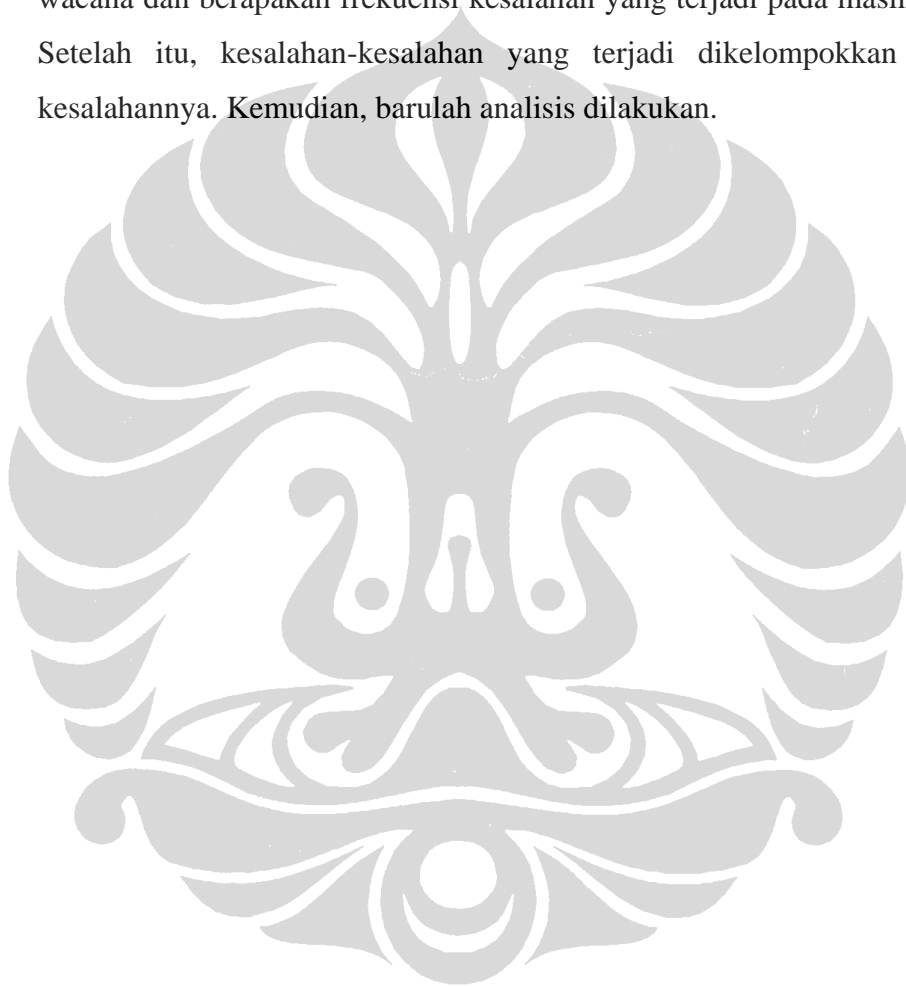 wacana dan berapakah frekuensi kesalahan yang terjadi pada
Setelah itu, kesalahan-kesalahan yang terjadi dikelompokkan
kesalahannya. Kemudian, barulah analisis dilakukan.